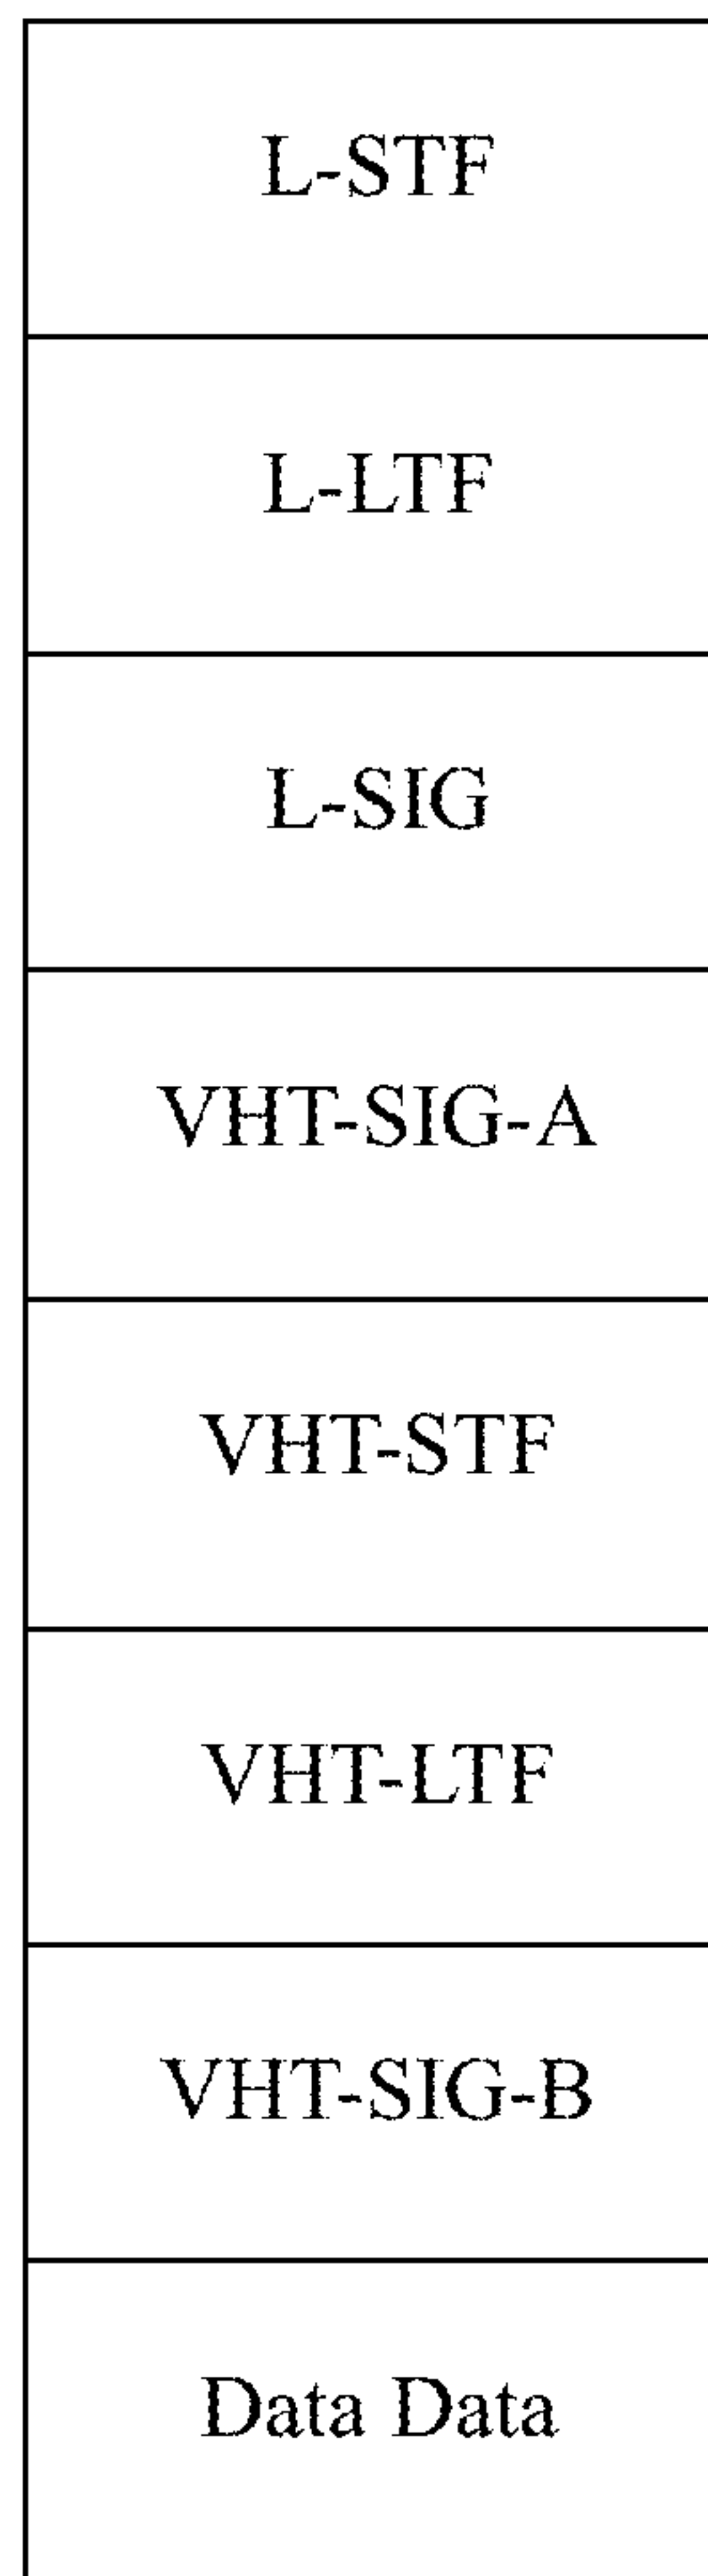 L-STF
L-LTF
L-SIG
VHT-SIG-A
VHT-STF
VHT-LTF
VHT-SIG-B
Data Data